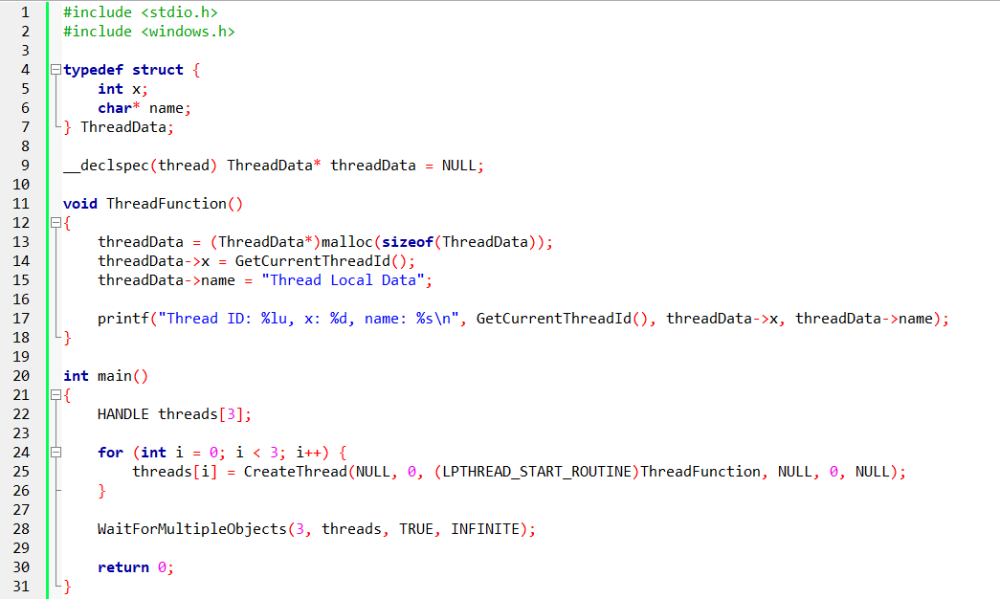 1 #include <stdio.h>
2 #include <windows.h>
3
4 typedef struct {
5     int x;
6     char* name;
7 } ThreadData;
8
9 __declspec(thread) ThreadData* threadData = NULL;
10
11 void ThreadFunction()
12 {
13     threadData = (ThreadData*)malloc(sizeof(ThreadData));
14     threadData->x = GetCurrentThreadId();
15     threadData->name = "Thread Local Data";
16
17     printf("Thread ID: %lu, x: %d, name: %s\n", GetCurrentThreadId(), threadData->x, threadData->name);
18 }
19
20 int main()
21 {
22     HANDLE threads[3];
23
24     for (int i = 0; i < 3; i++) {
25         threads[i] = CreateThread(NULL, 0, (LPTHREAD_START_ROUTINE)ThreadFunction, NULL, 0, NULL);
26     }
27
28     WaitForMultipleObjects(3, threads, TRUE, INFINITE);
29
30     return 0;
31 }